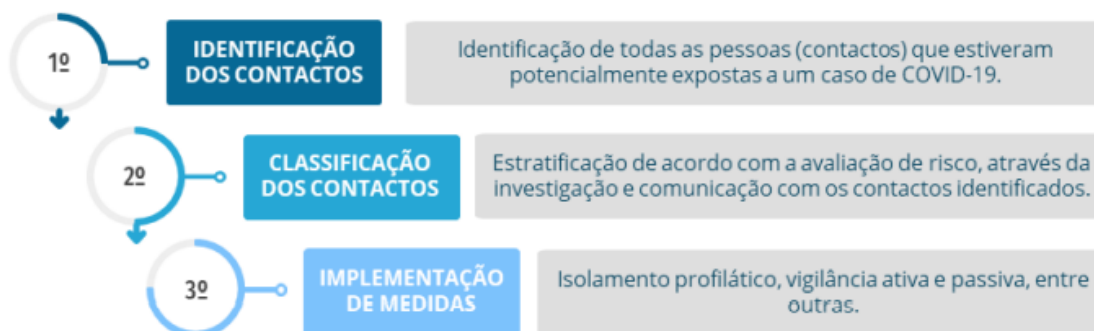 1º
IDENTIFICAÇÃO
DOS CONTACTOS
Identificação de todas as pessoas (contactos) que estiveram
potencialmente expostas a um caso de COVID-19.
2º
CLASSIFICAÇÃO
DOS CONTACTOS
Estratificação de acordo com a avaliação de risco, através da
investigação e comunicação com os contactos identificados.
3º
IMPLEMENTAÇÃO
DE MEDIDAS
Isolamento profilático, vigilância ativa e passiva, entre
outras.